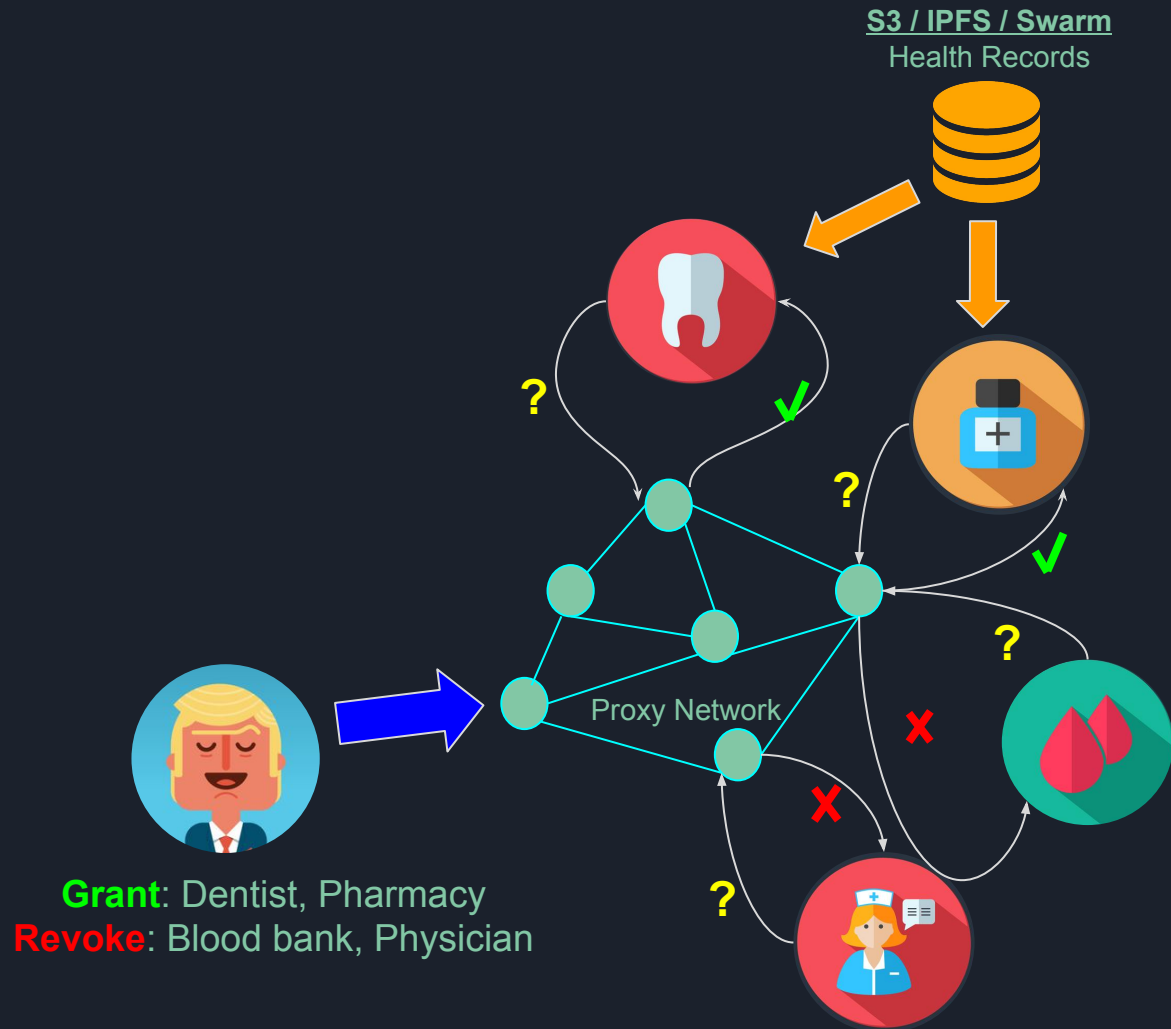 S3 / IPFS / Swarm
Health Records
?
?
?
Proxy Network
?
Grant: Dentist, Pharmacy
Revoke: Blood bank, Physician